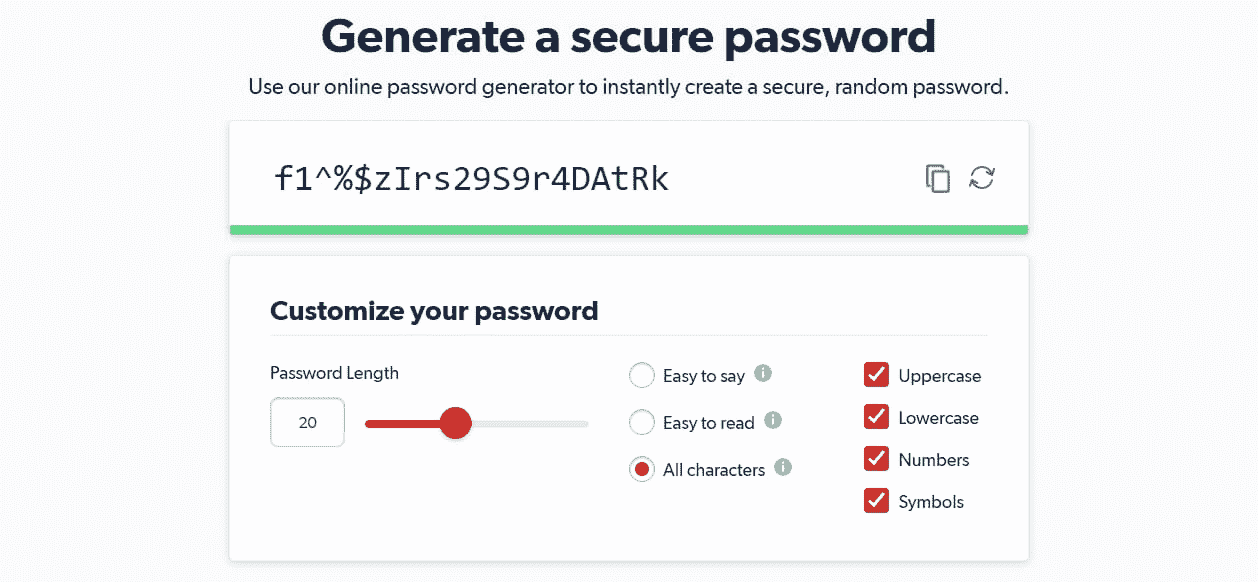 Generate a secure password
Use our online password generator to instantly create a secure, random password.
f1^%$zIrs29S9r4DAtRk
Customize your password
Password Length
20
Easy to say
Easy to read
All characters
Uppercase
Lowercase
Numbers
Symbols